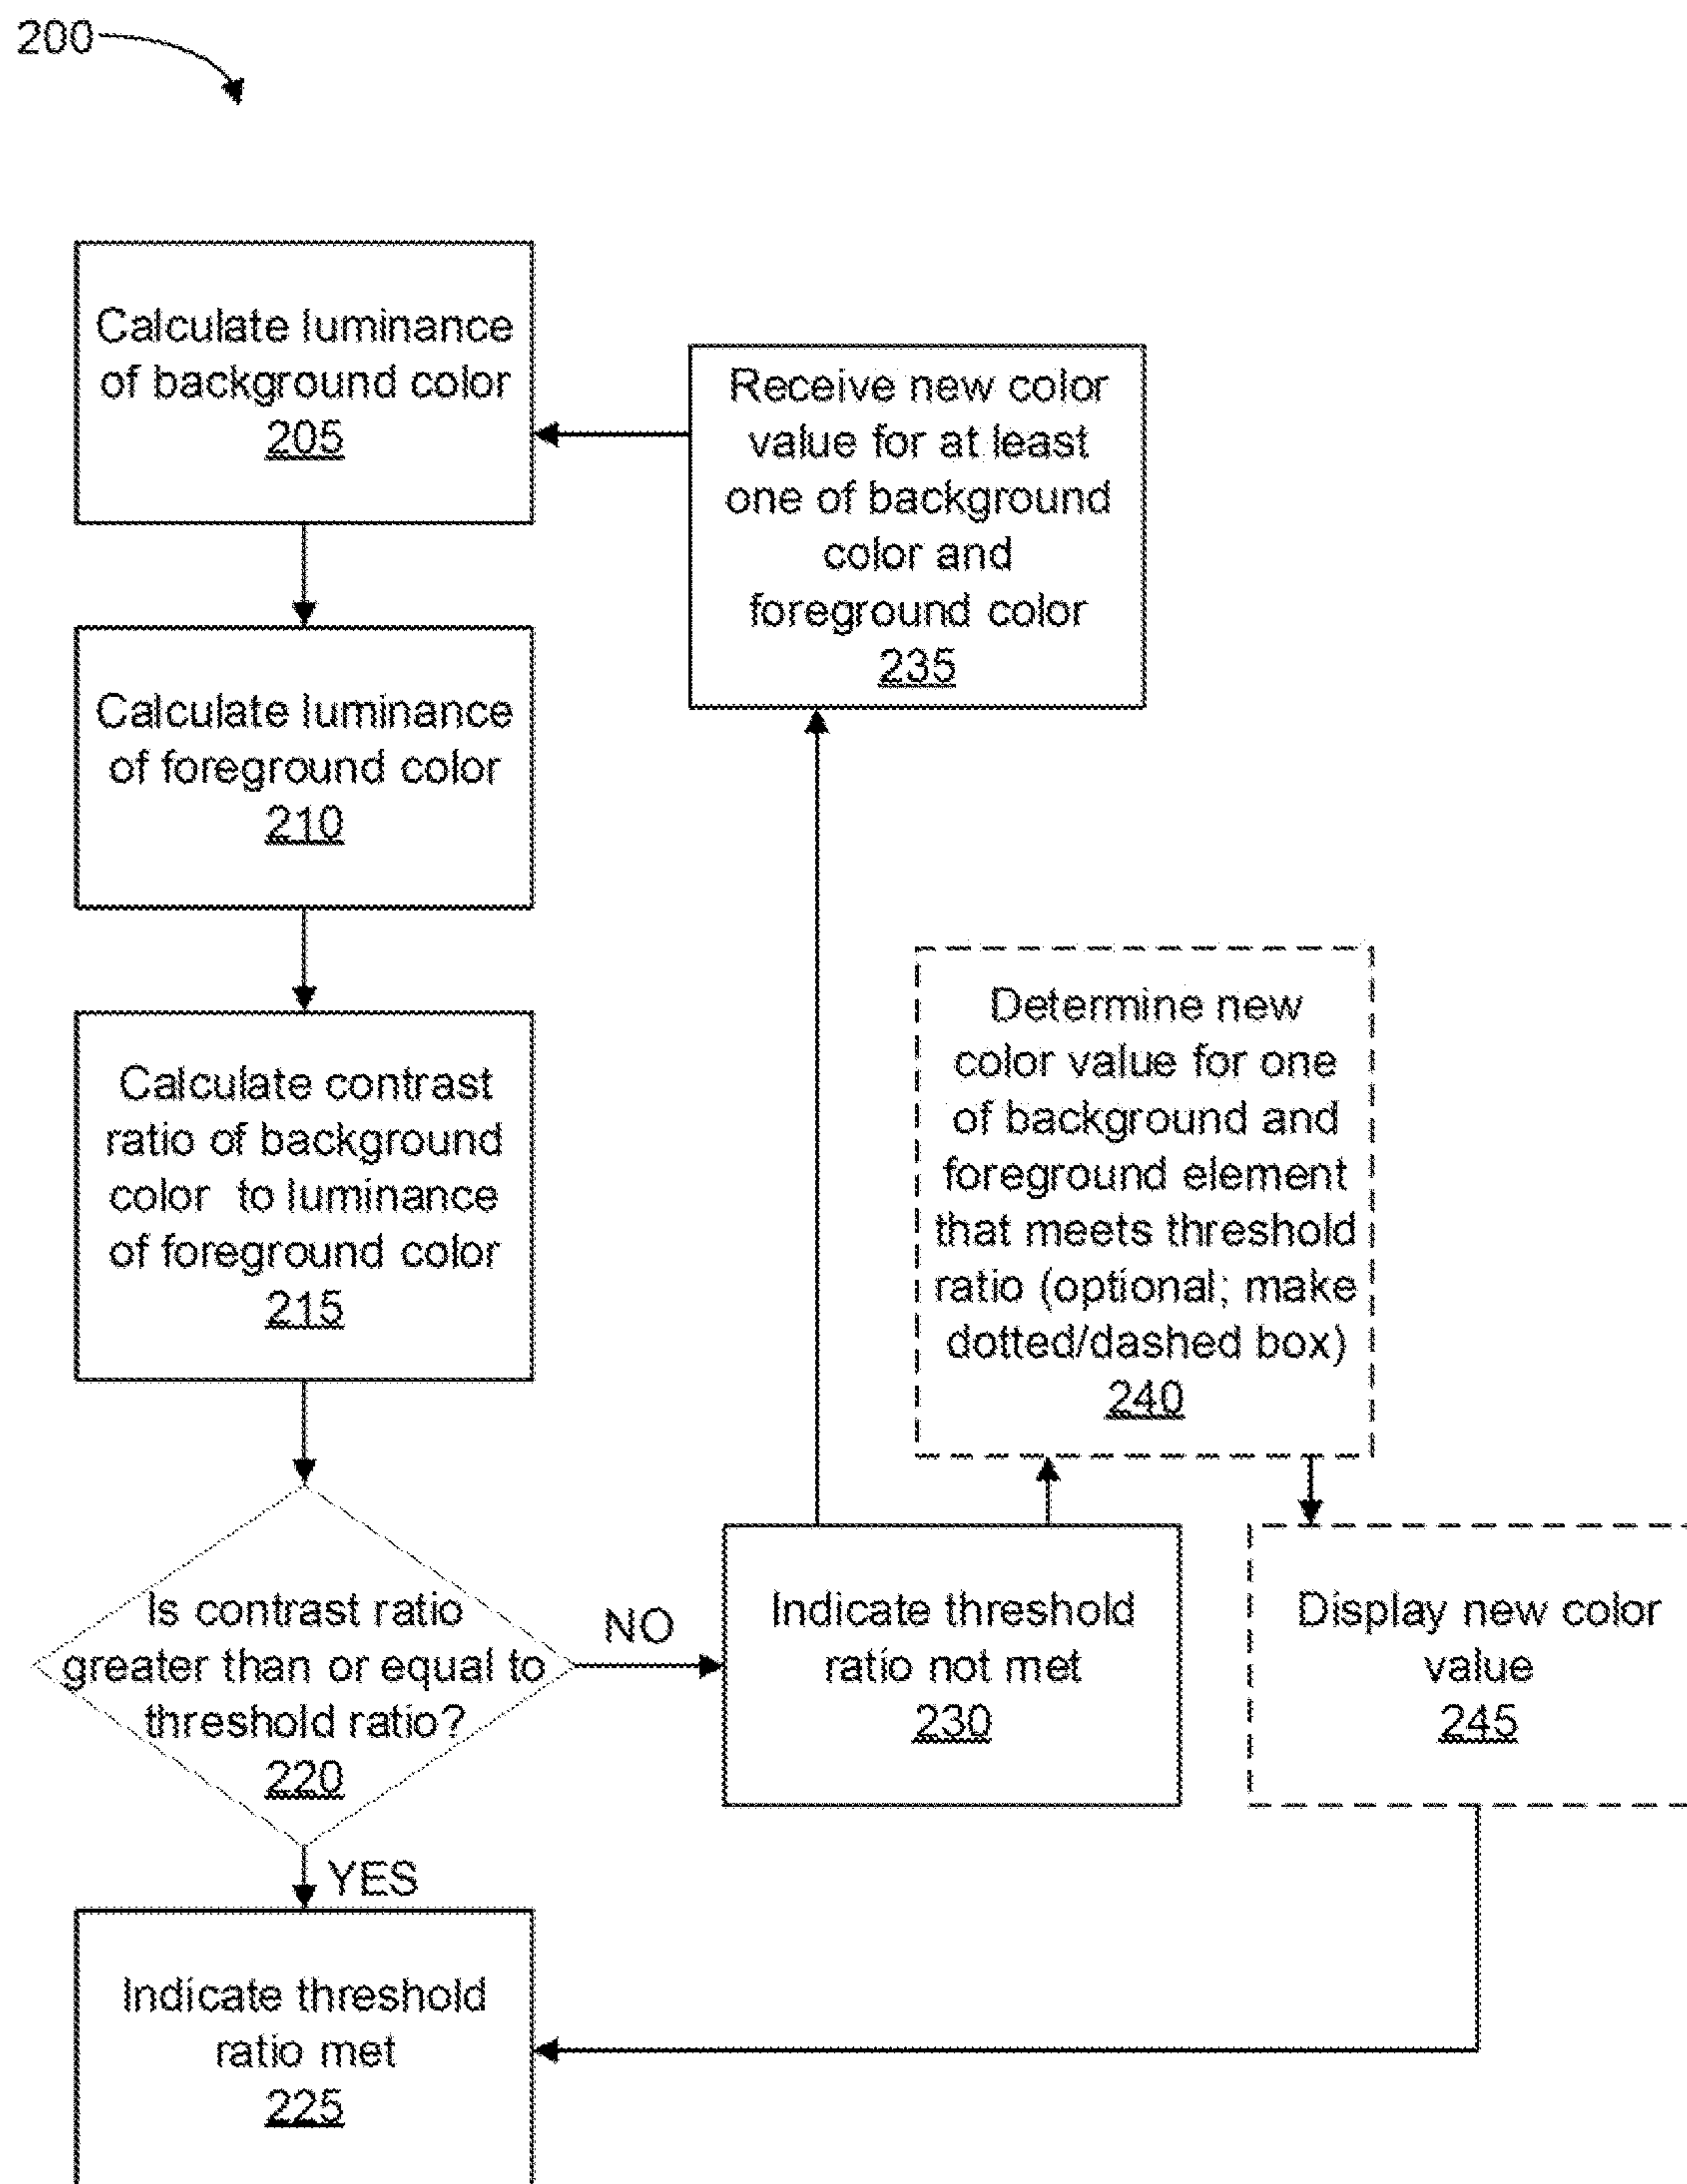 200
Calculate luminance
of background color
205
Receive new color
value for at least
one of background
color and
foreground color
235
Calculate luminance
of foreground color
210
Calculate contrast
ratio of background
color to luminance
of foreground color
215
Determine new
color value for one
of background and
foreground element
that meets threshold
ratio (optional; make
dotted/dashed box)
240
Is contrast ratio
greater than or equal to
threshold ratio?
220
NO
Indicate threshold
ratio not met
230
Display new color
value
245
YES
Indicate threshold
ratio met
225